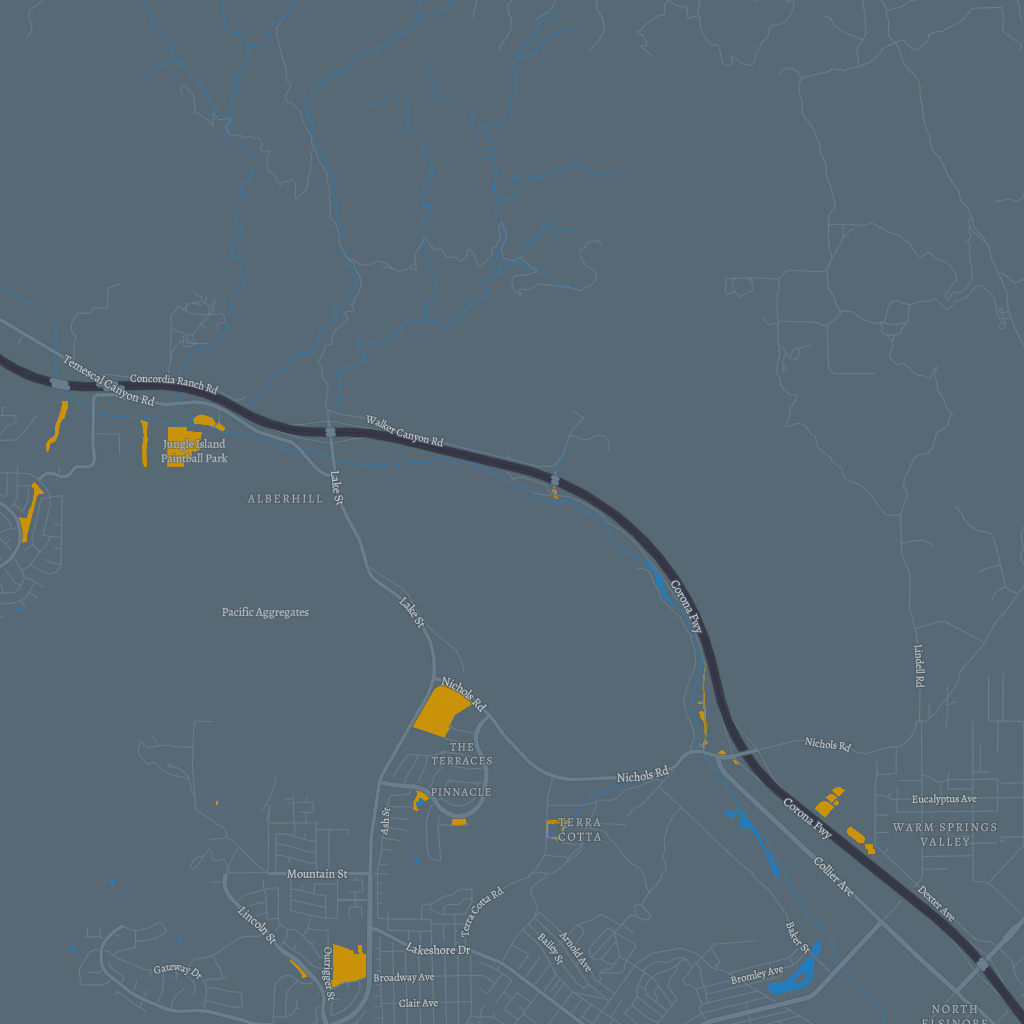 Temescal Canyon Rd
Concordia Ranch Rd
Walker Canyon Rd
Jungle Island
Paintball Park
Lake St
ALBERHILL
Corona Fwy
Pacific Aggregates
Lake St
Lindell Rd
Nichols Rd
THE
TERRACES
Nichols Rd
Nichols Rd
PINNACLE
Eucalyptus Ave
Corona Fwy
Ash St
TERRA
COTTA
WARM SPRINGS
VALLEY
Mountain St
Collier Ave
Dexter Ave
Terra Cotta Rd
Lincoln St
Lakeshore Dr
Bailey St
Arnold Ave
Baker St
Gateway Dr
Outrigger St
Broadway Ave
Bromley Ave
Clair Ave
NORTH
ELSINORE